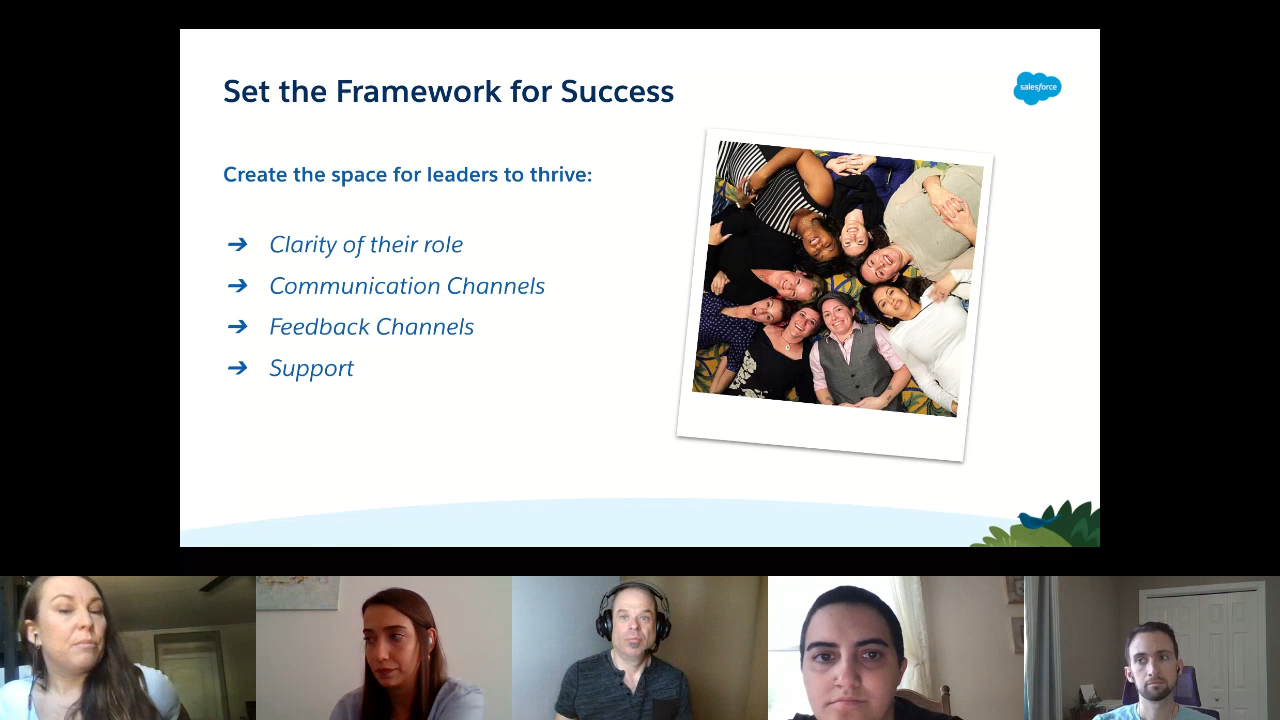 Set the Framework for Success
salesforce
Create the space for leaders to thrive:
➔ Clarity of their role
➔ Communication Channels
➔ Feedback Channels
➔ Support